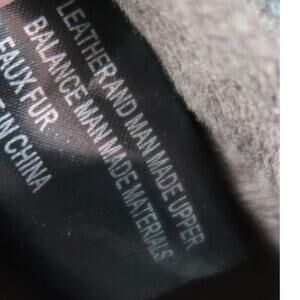 LEATHER AND MAN MADE UPPER
BALANCE MAN MADE MATERIALS
FAUX FUR
IN CHINA